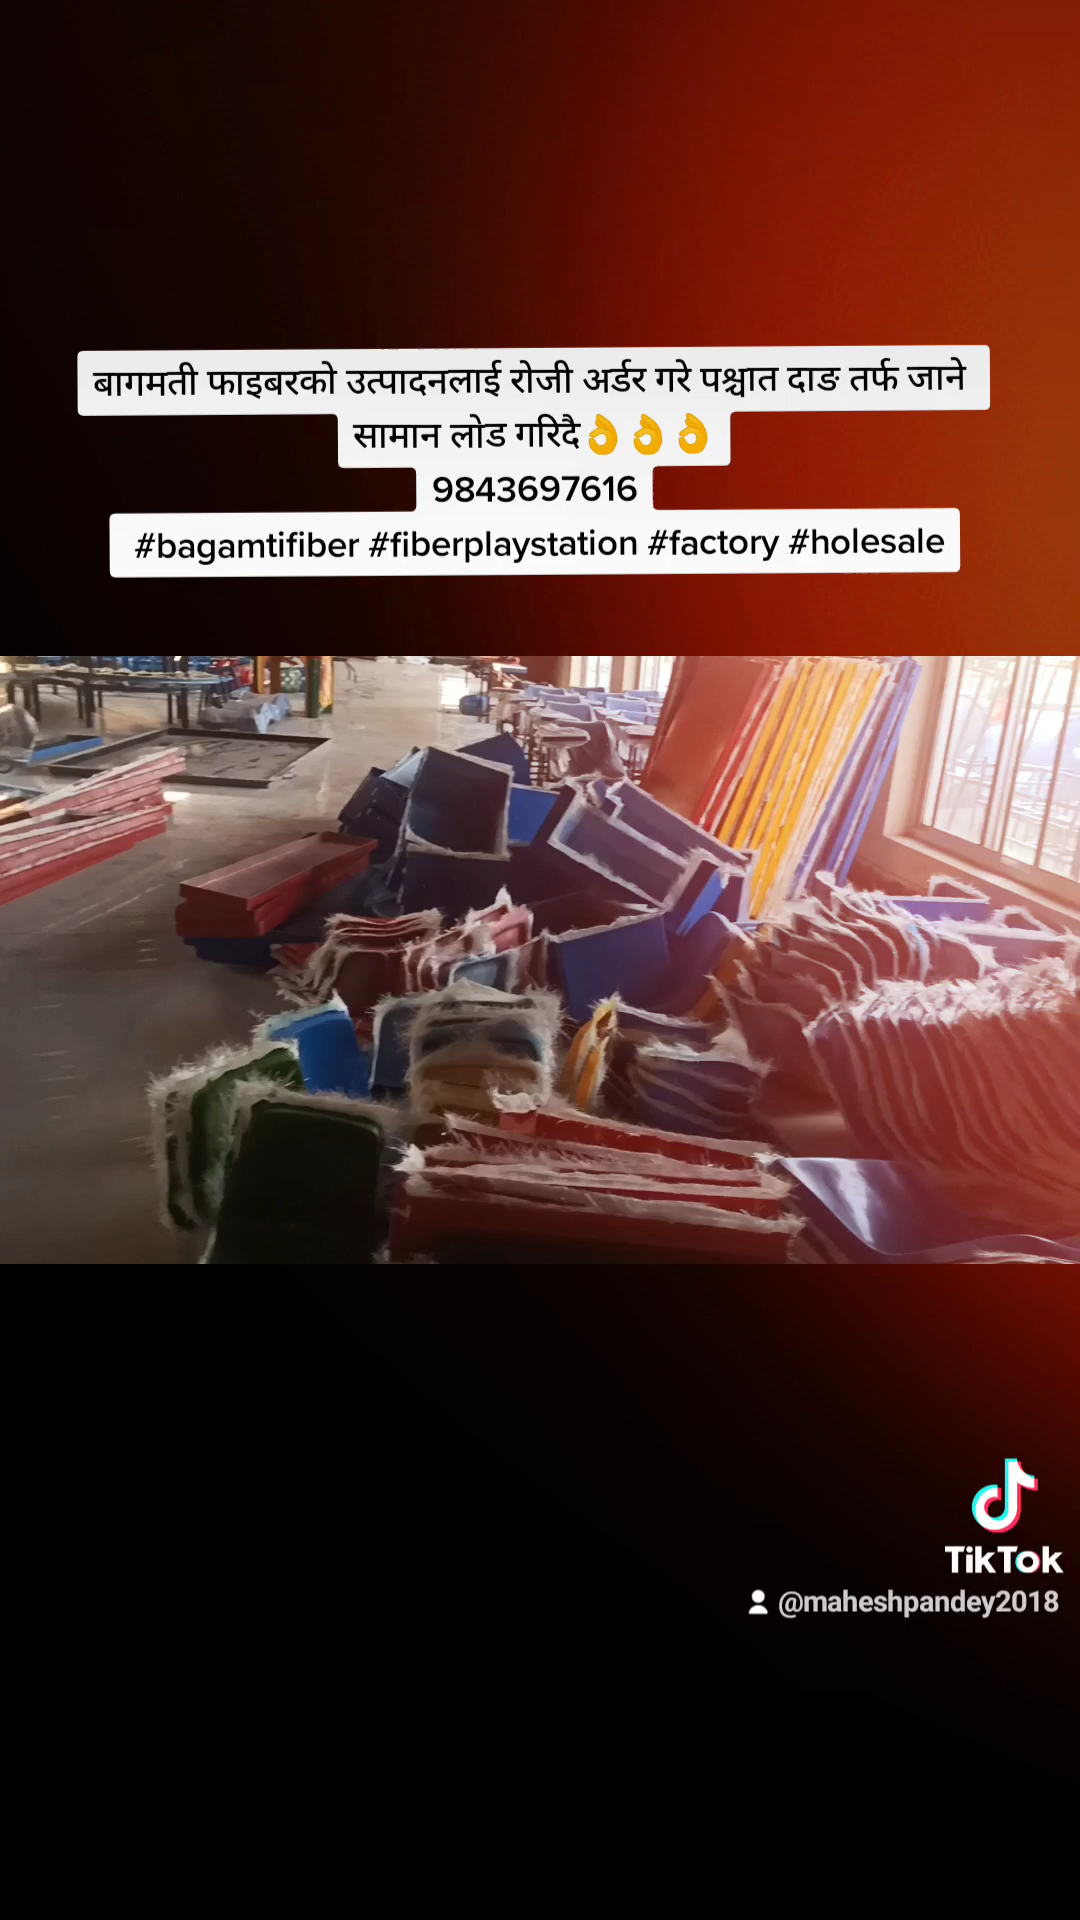 बागमती फाइबरको उत्पादनलाई रोजी अर्डर गरे पश्चात दाङ तर्फ जाने
सामान लोड गरिदै👌👌👌
9843697616
#bagamtifiber #fiberplaystation #factory #holesale
TikTok
@maheshpandey2018